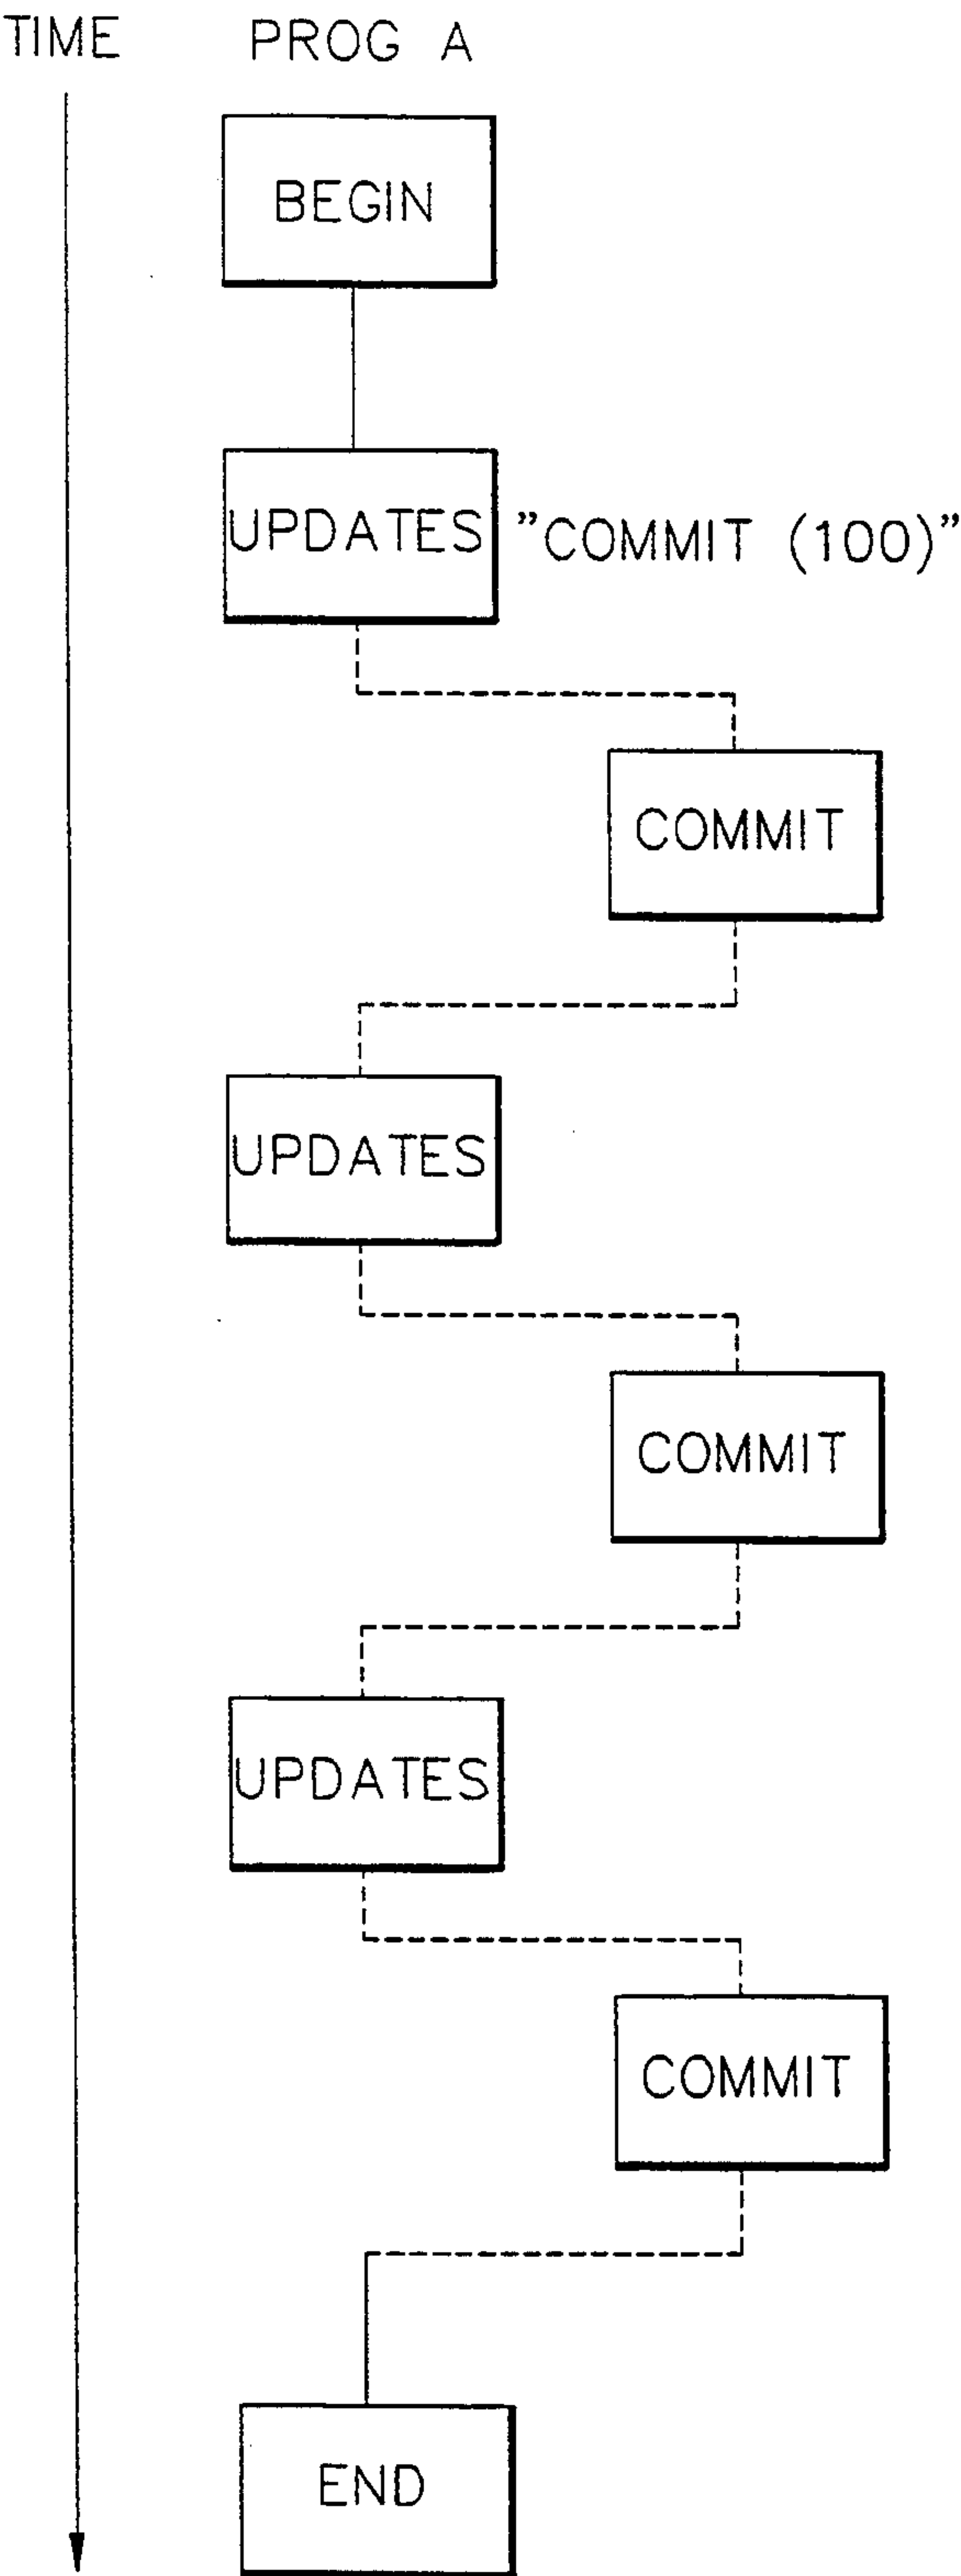 TIME PROG A
BEGIN
UPDATES "COMMIT (100)"
COMMIT
UPDATES
COMMIT
UPDATES
COMMIT
END